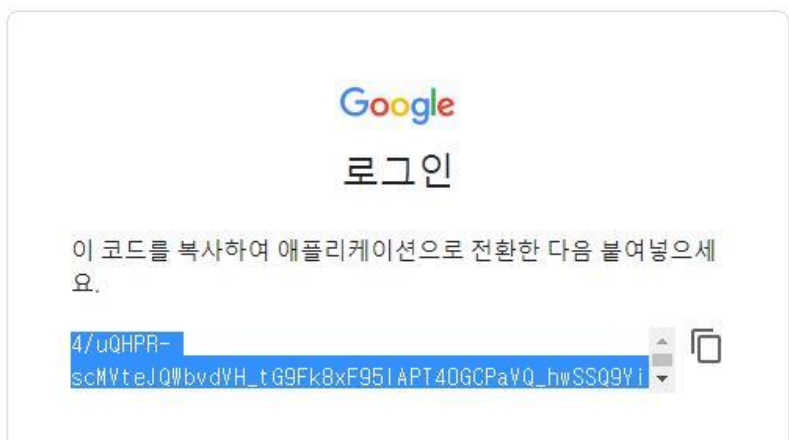 Google
로그인
이 코드를 복사하여 애플리케이션으로 전환한 다음 붙여넣으세
요.
4/uQHPR-
scMVteJQWbvdVH_tG9Fk8xF95lAPT4OGCPaVQ_hwSSQ9Yi